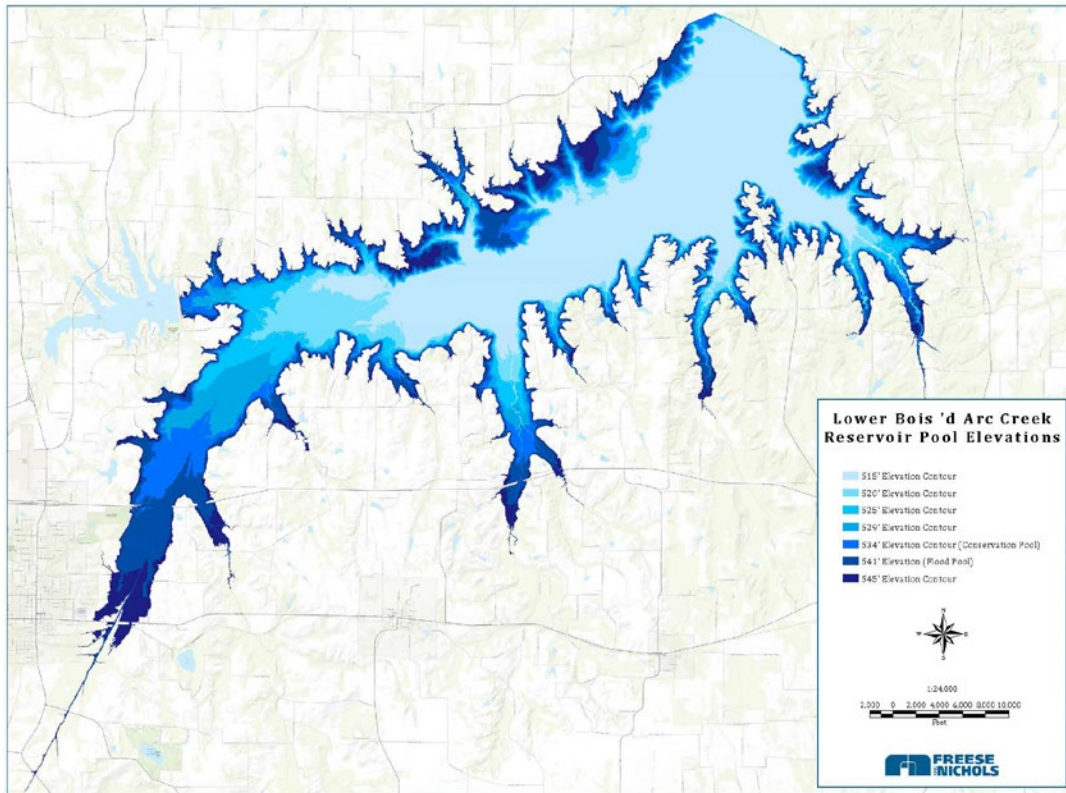 Lower Bois 'd Arc Creek
Reservoir Pool Elevations
515' Elevation Contour
520' Elevation Contour
525' Elevation Contour
529' Elevation Contour
534' Elevation Contour (Conservation Pool)
541' Elevation (Flood Pool)
545' Elevation Contour
N
W E
S
1:24,000
2,000 0 2,000 4,000 6,000 8,000 10,000
Feet
FREESE
AND NICHOLS